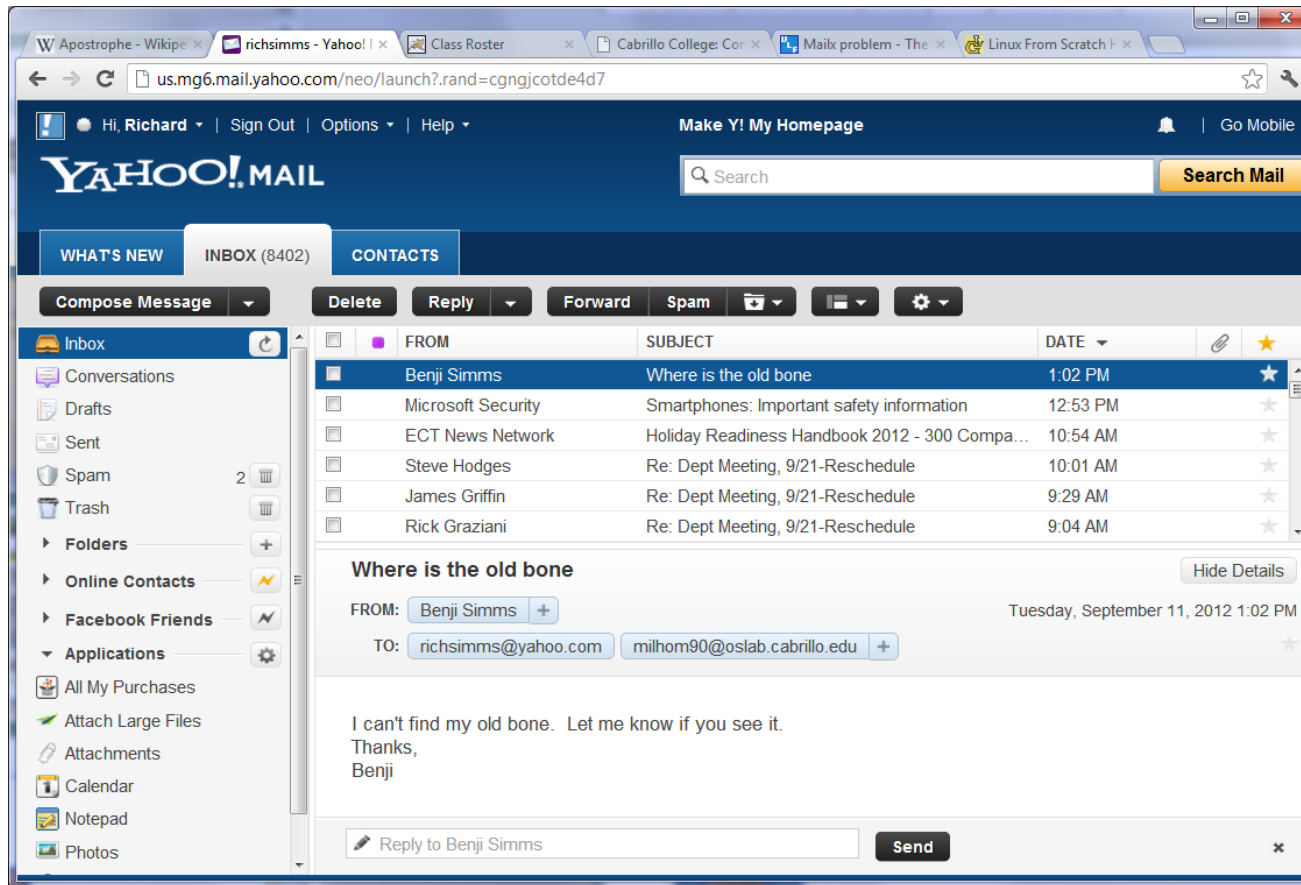 Apostrophe - Wikipe
richsimms - Yahoo!
Class Roster
Cabrillo College: Cor
Mailx problem - The
Linux From Scratch H
us.mg6.mail.yahoo.com/neo/launch?.rand=cgngjcotde4d7
Hi, Richard | Sign Out | Options | Help
Make Y! My Homepage
| Go Mobile
YAHOO! MAIL
Search
Search Mail
WHAT'S NEW
INBOX (8402)
CONTACTS
Compose Message
Delete
Reply
Forward
Spam
Inbox
Conversations
Drafts
Sent
Spam 2
Trash
Folders
Online Contacts
Facebook Friends
Applications
All My Purchases
Attach Large Files
Attachments
Calendar
Notepad
Photos
FROM SUBJECT DATE
Benji Simms Where is the old bone 1:02 PM
Microsoft Security Smartphones: Important safety information 12:53 PM
ECT News Network Holiday Readiness Handbook 2012 - 300 Compa... 10:54 AM
Steve Hodges Re: Dept Meeting, 9/21-Reschedule 10:01 AM
James Griffin Re: Dept Meeting, 9/21-Reschedule 9:29 AM
Rick Graziani Re: Dept Meeting, 9/21-Reschedule 9:04 AM
Where is the old bone
Hide Details
FROM: Benji Simms +
Tuesday, September 11, 2012 1:02 PM
TO: richsimms@yahoo.com milhom90@oslab.cabrillo.edu +
I can't find my old bone. Let me know if you see it.
Thanks,
Benji
Reply to Benji Simms
Send